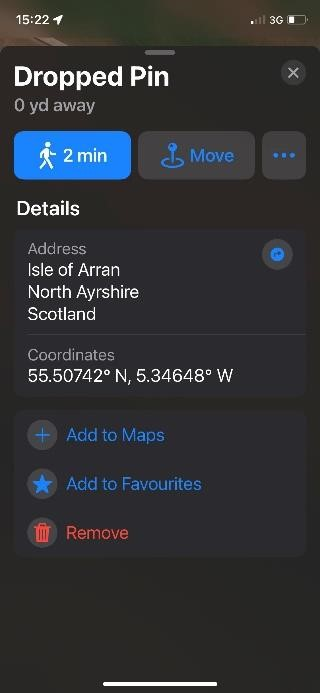 15:22
3G
Dropped Pin
0 yd away
2 min
Move
Details
Address
Isle of Arran
North Ayrshire
Scotland
Coordinates
55.50742° N, 5.34648° W
Add to Maps
Add to Favourites
Remove